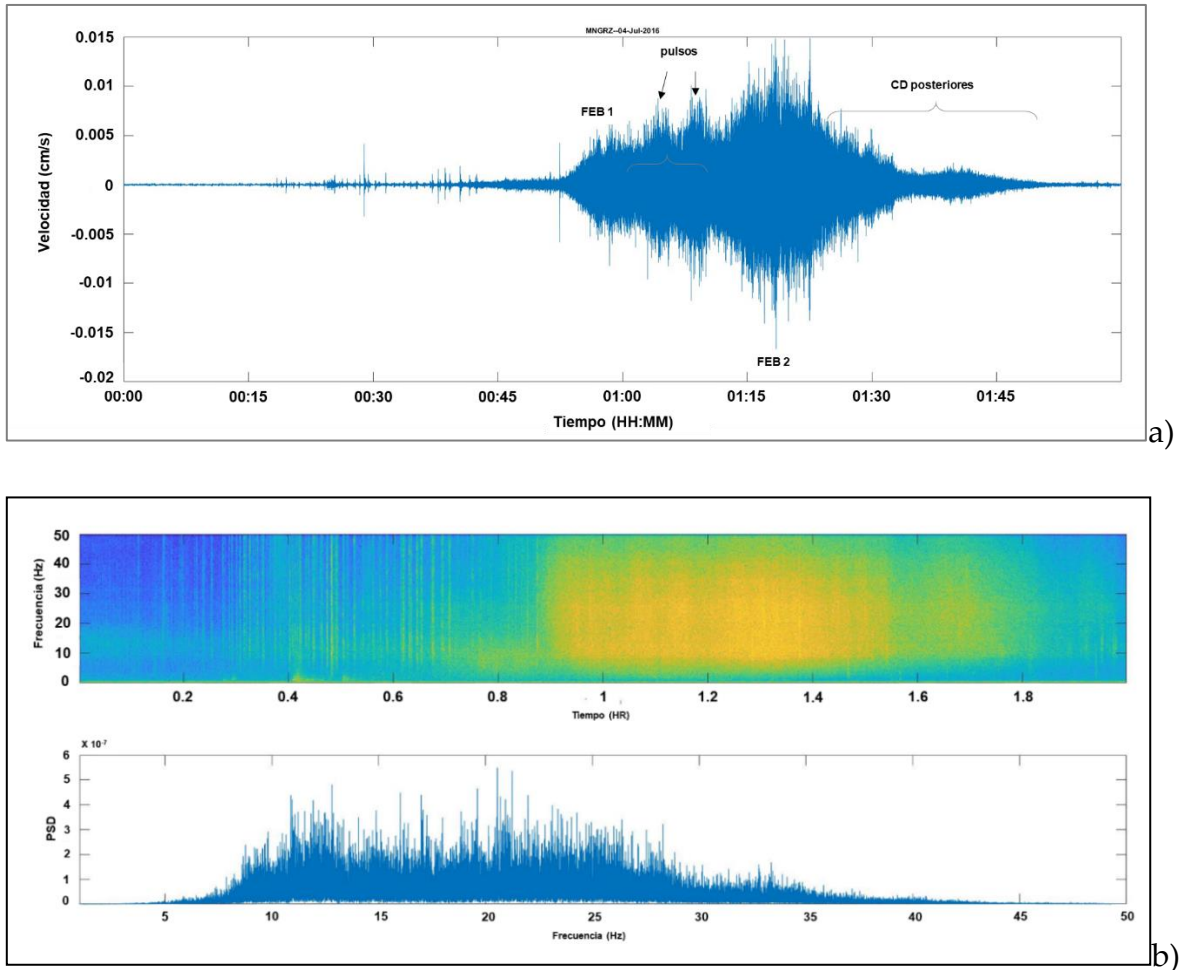 MNGRZ--04-Jul-2016
0.015
0.01
0.005
0
-0.005
-0.01
-0.015
-0.02
Velocidad (cm/s)
pulsos
FEB 1
CD posteriores
FEB 2
00:00 00:15 00:30 00:45 01:00 01:15 01:30 01:45
Tiempo (HH:MM)
a)
50
40
30
20
10
0
Frecuencia (Hz)
0.2 0.4 0.6 0.8 1 1.2 1.4 1.6 1.8
Tiempo (HR)
X 10-7
6
5
4
3
2
1
0
PSD
5 10 15 20 25 30 35 40 45 50
Frecuencia (Hz)
b)